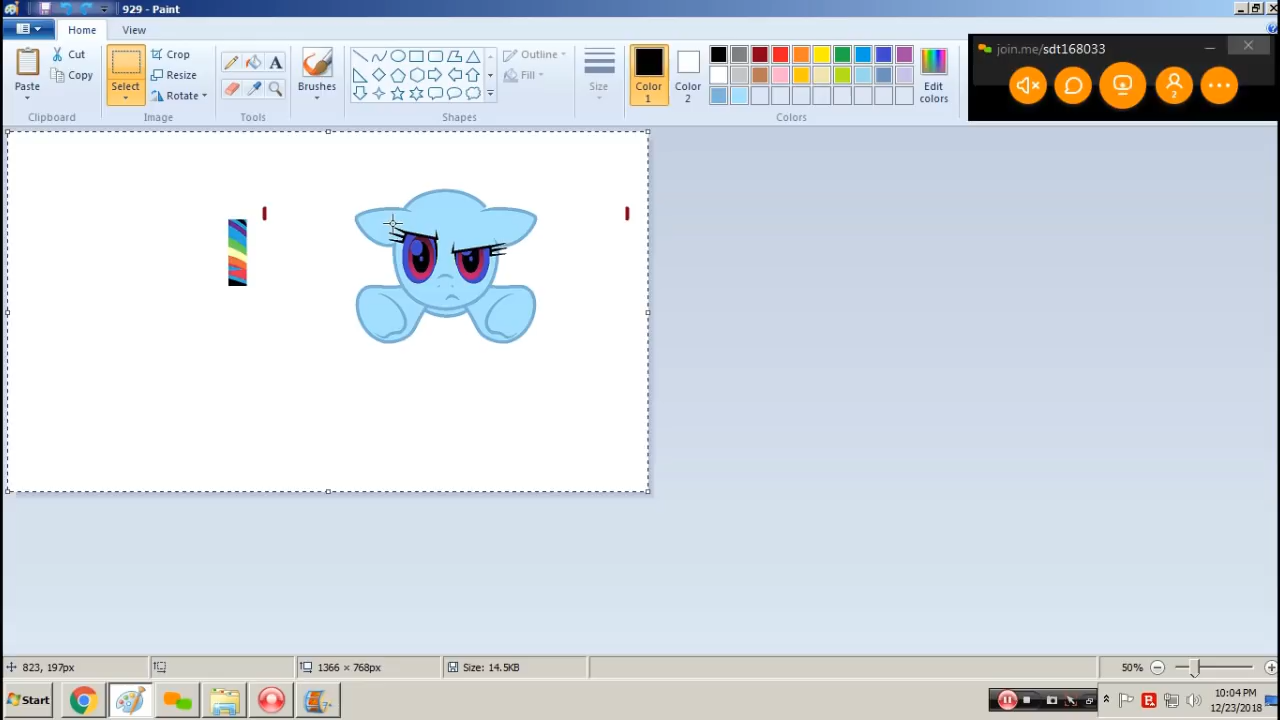 929 - Paint
Home View
join.me/sdt168033
Paste
Cut
Copy
Clipboard
Select
Crop
Resize
Rotate
Image
A
Tools
Brushes
Outline
Fill
Shapes
Size
Color 1
Color 2
Edit colors
Colors
2
823, 197px
1366 × 768px
Size: 14.5KB
50%
Start
10:04 PM
12/23/2018